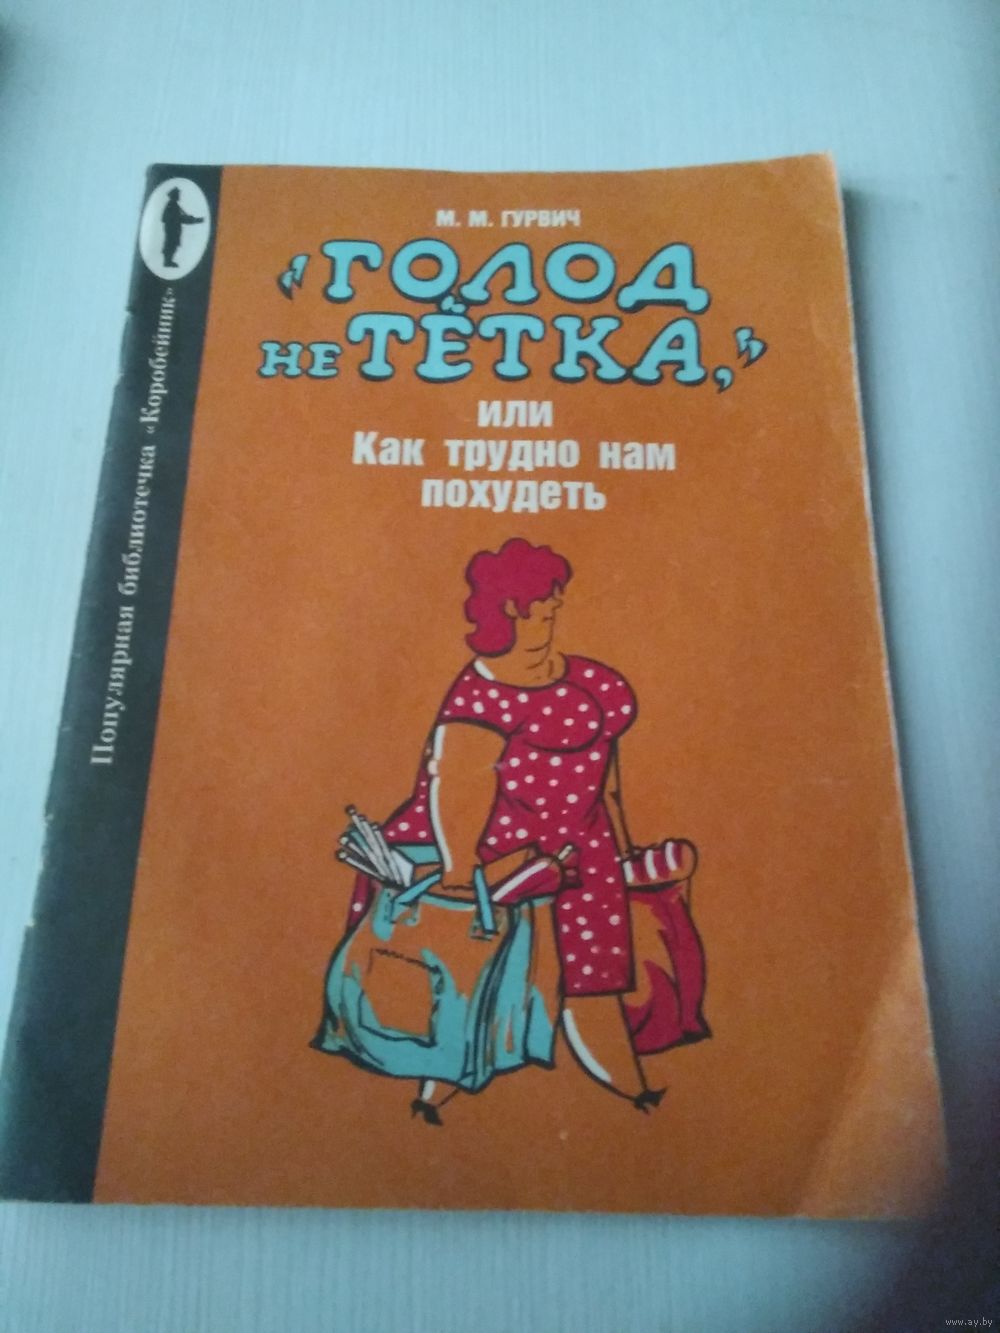 М. М. ГУРВИЧ
„ГОЛОД
НЕ ТЁТКА,”
или
Как трудно нам
похудеть
Популярная библиотечка «Коробейник»
www.ay.by